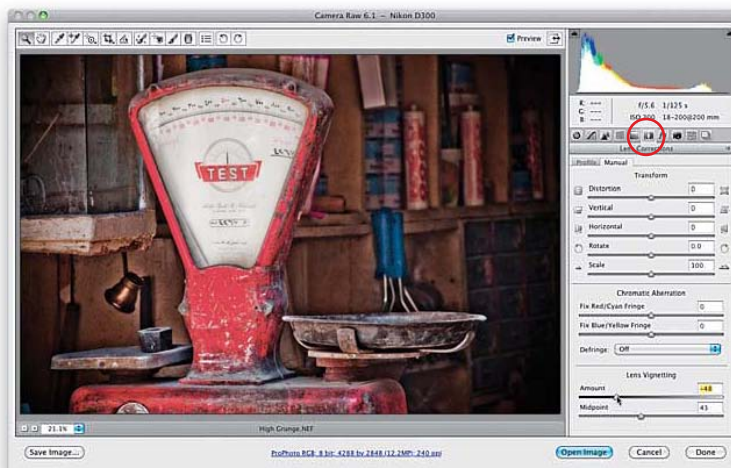 Camera Raw 6.1 – Nikon D300
Preview
TEST
R: ---
G: ---
B: ---
f/5.6 1/125 s
ISO 200 18-200@200 mm
Lens Corrections
Profile Manual
Transform
Distortion 0
Vertical 0
Horizontal 0
Rotate 0.0
Scale 100
Chromatic Aberration
Fix Red/Cyan Fringe 0
Fix Blue/Yellow Fringe 0
Defringe: Off
Lens Vignetting
Amount -48
Midpoint 43
21.1%
High Grunge.NEF
Save Image...
ProPhoto RGB; 8 bit; 4288 by 2848 (12.2MP); 240 ppi
Open Image
Cancel
Done